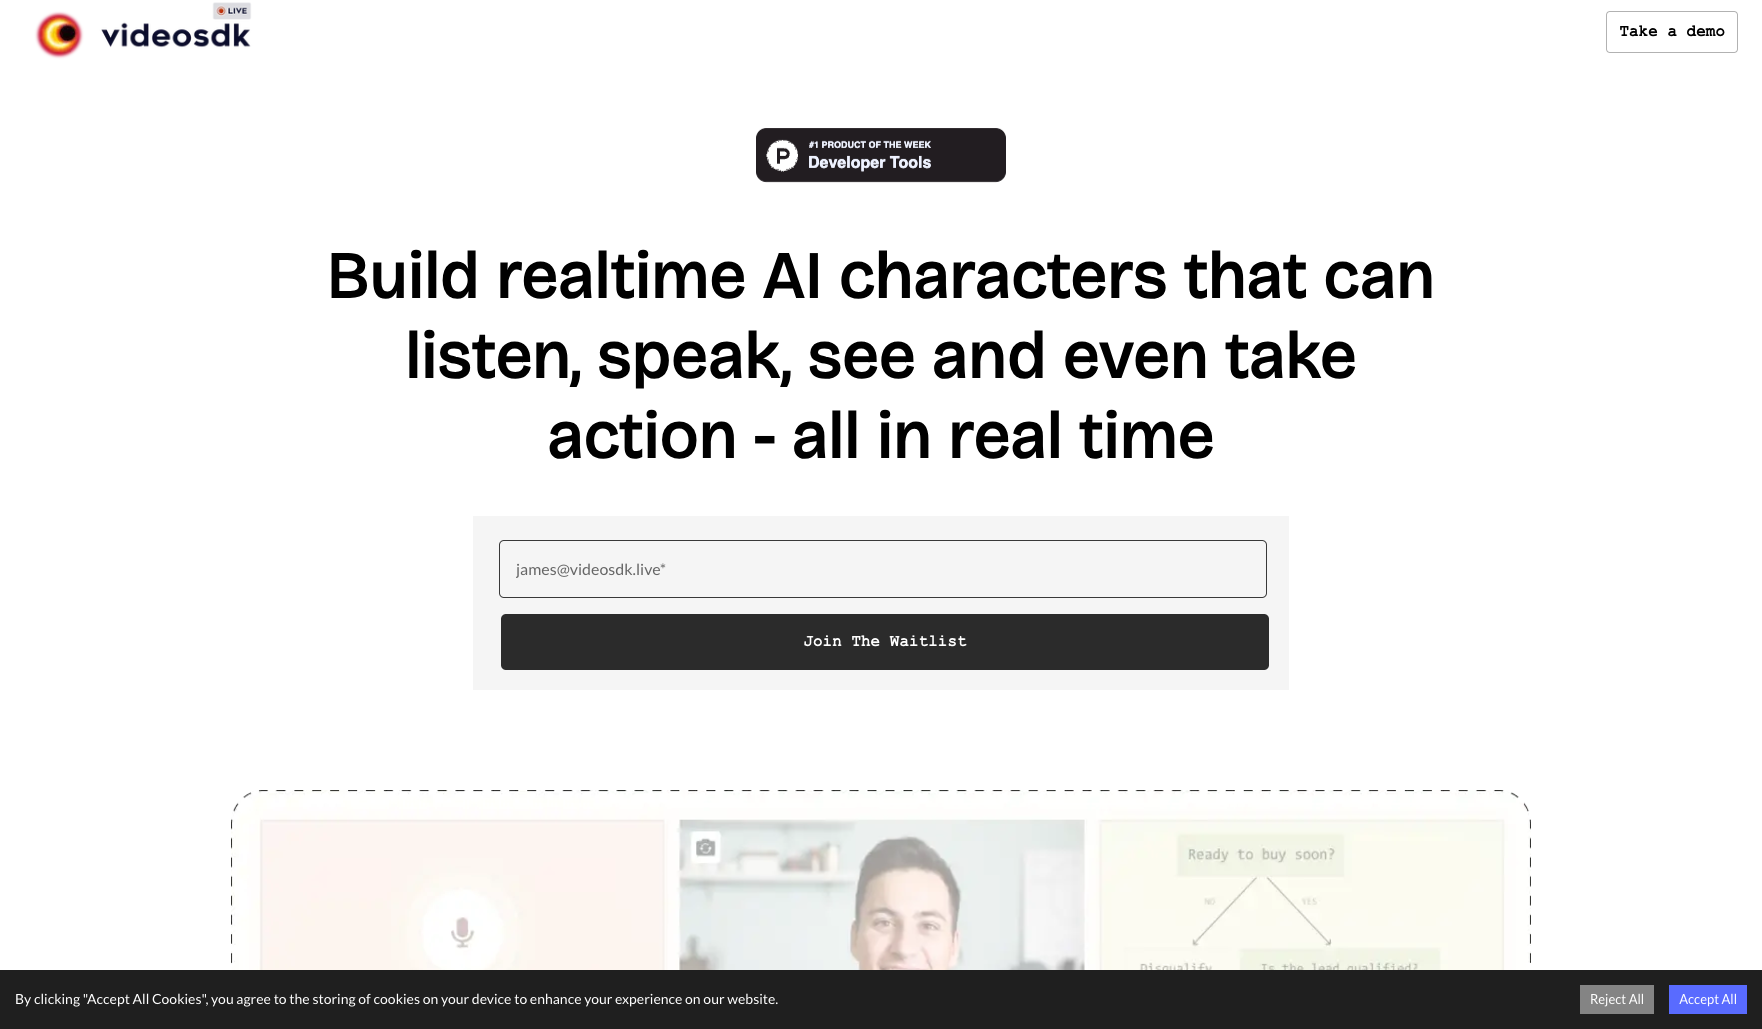 LIVE
videosdk
Take a demo
#1 PRODUCT OF THE WEEK
Developer Tools
Build realtime AI characters that can
listen, speak, see and even take
action - all in real time
james@videosdk.live*
Join The Waitlist
Ready to buy soon?
NO YES
Disqualify Is the lead qualified?
By clicking "Accept All Cookies", you agree to the storing of cookies on your device to enhance your experience on our website.
Reject All
Accept All